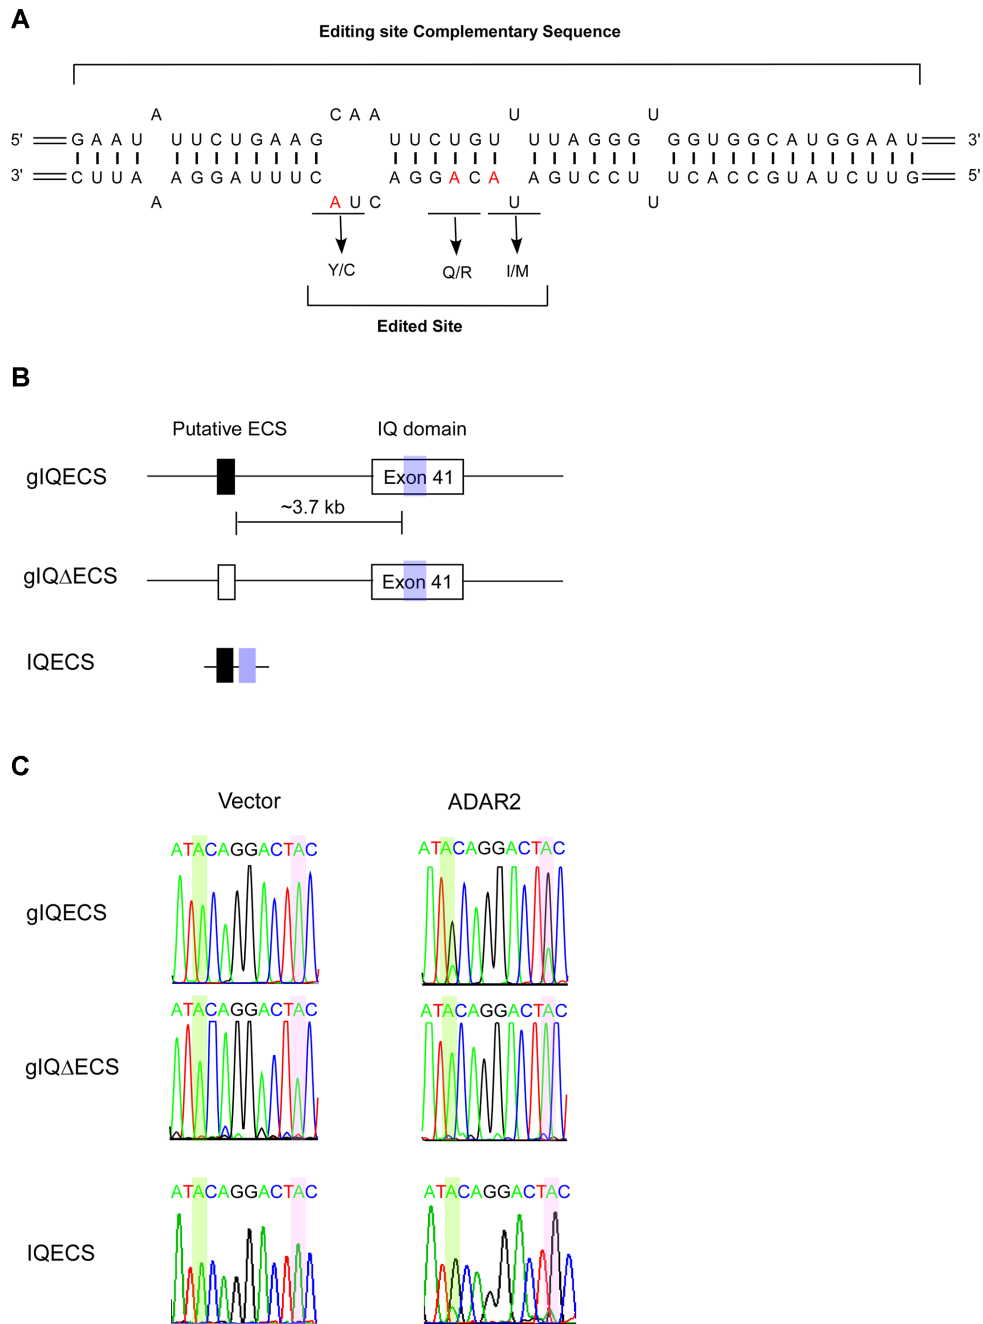 A
Editing site Complementary Sequence
A C A A U U
5' G A A U U U C U G A A G U U C U G U U U A G G G G G U G G C A U G G A A U 3'
3' C U U A A G G A U U U C A G G A C A A G U C C U U C A C C G U A U C U U G 5'
A A U C U U
Y/C Q/R I/M
Edited Site
B
Putative ECS IQ domain
gIQECS Exon 41
~3.7 kb
gIQΔECS Exon 41
IQECS
C
Vector ADAR2
ATACAGGACTAC ATACAGGACTAC
gIQECS
ATACAGGACTAC ATACAGGACTAC
gIQΔECS
ATACAGGACTAC ATACAGGACTAC
IQECS